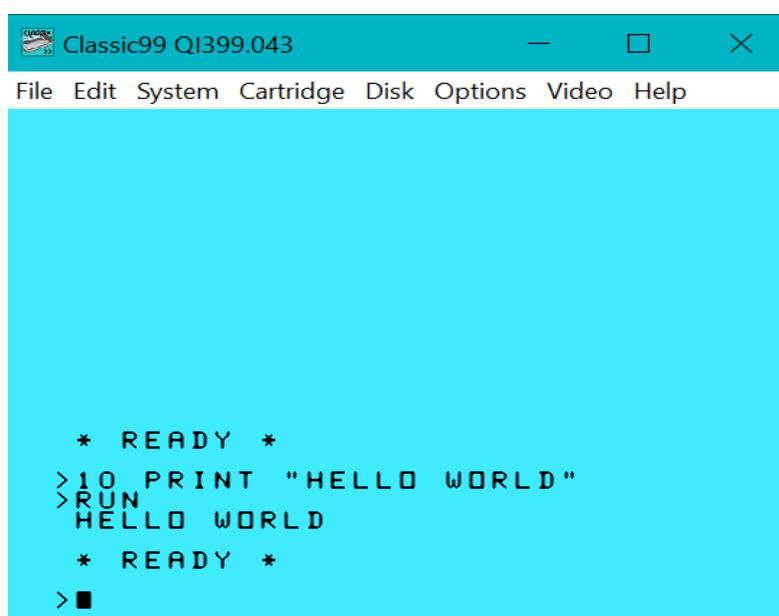 Classic99 QI399.043
File Edit System Cartridge Disk Options Video Help
* READY *
>10 PRINT "HELLO WORLD"
>RUN
HELLO WORLD
* READY *
>